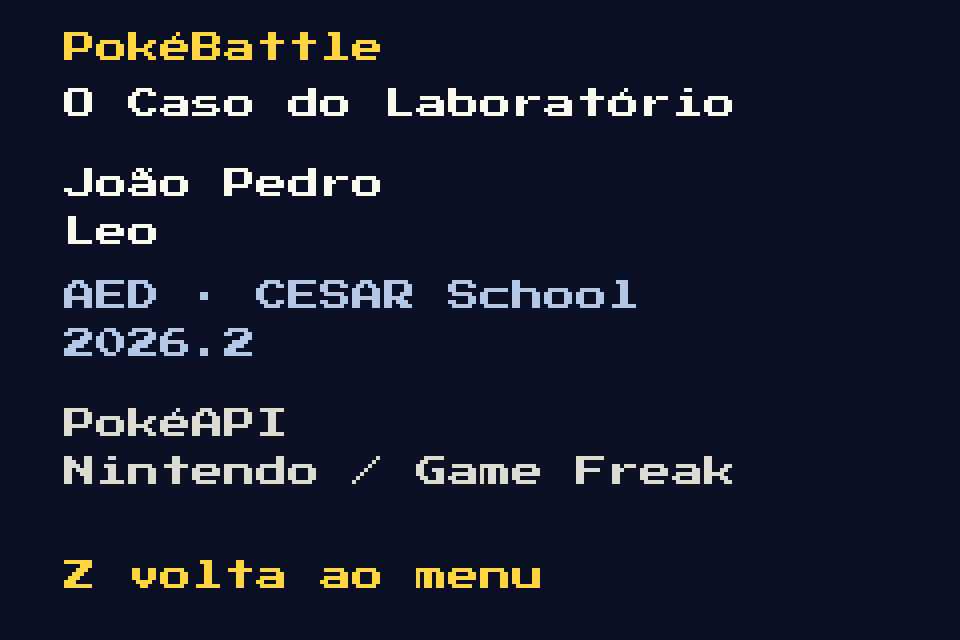 PokéBattle
O Caso do Laboratório
João Pedro
Leo
AED · CESAR School
2026.2
PokéAPI
Nintendo / Game Freak
Z volta ao menu